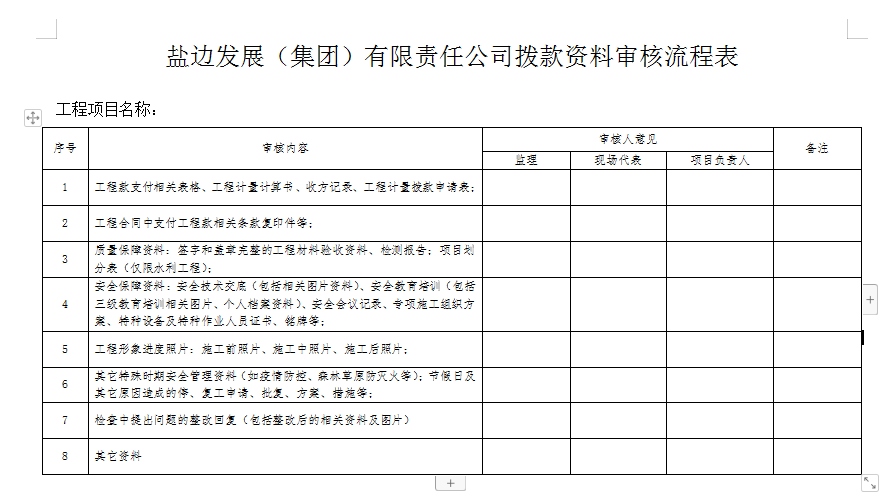 盐边发展（集团）有限责任公司拨款资料审核流程表
工程项目名称：
序号
审核内容
审核人意见
备注
监理
现场代表
项目负责人
1
工程款支付相关表格、工程计量计算书、收方记录、工程计量拨款申请表；
2
工程合同中支付工程款相关条款复印件等；
3
质量保障资料：签字和盖章完整的工程材料验收资料、检测报告；项目划
分表（仅限水利工程）；
4
安全保障资料：安全技术交底（包括相关图片资料）、安全教育培训（包括
三级教育培训相关图片、个人档案资料）、安全会议记录、专项施工组织方
案、特种设备及特种作业人员证书、铭牌等；
5
工程形象进度照片：施工前照片、施工中照片、施工后照片；
6
其它特殊时期安全管理资料（如疫情防控、森林草原防灭火等）；节假日及
其它原因造成的停、复工申请、批复、方案、措施等；
7
检查中提出问题的整改回复（包括整改后的相关资料及图片）
8
其它资料